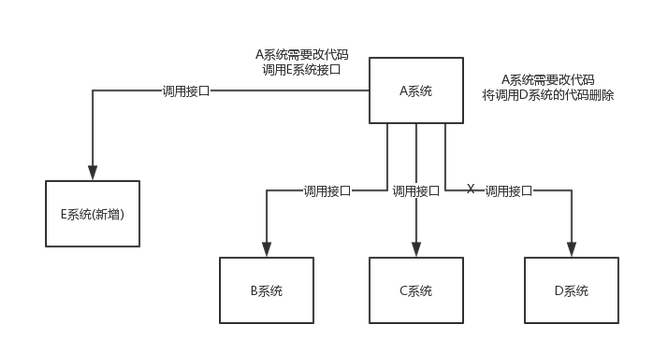 A系统需要改代码
调用E系统接口
A系统
A系统需要改代码
将调用D系统的代码删除
调用接口
调用接口
调用接口
X
调用接口
E系统(新增)
B系统
C系统
D系统